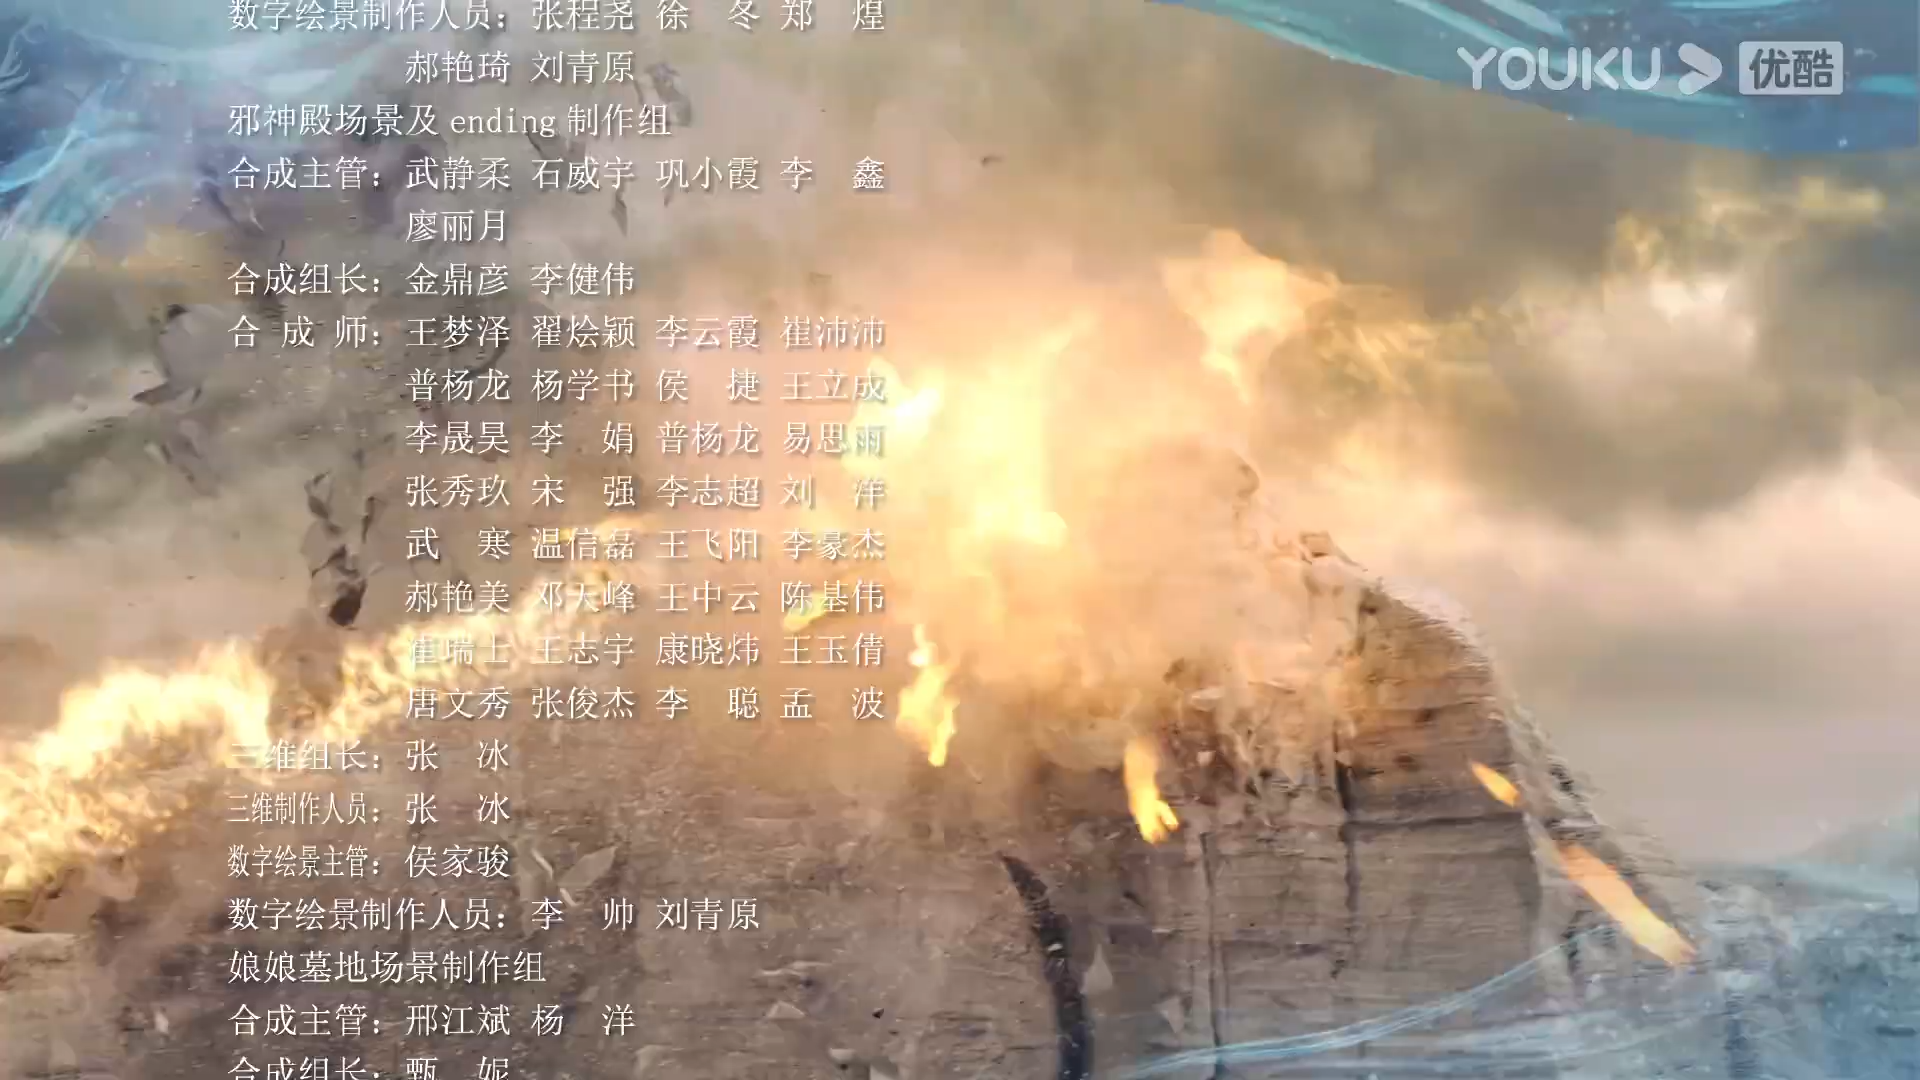 数字绘景制作人员：张程尧 徐　冬 郑　煌
YOUKU 优酷
郝艳琦 刘青原
邪神殿场景及 ending 制作组
合成主管：武静柔 石威宇 巩小霞 李　鑫
廖丽月
合成组长：金鼎彦 李健伟
合 成 师：王梦泽 翟烩颖 李云霞 崔沛沛
普杨龙 杨学书 侯　捷 王立成
李晟昊 李　娟 普杨龙 易思雨
张秀玖 宋　强 李志超 刘　洋
武　寒 温信磊 王飞阳 李豪杰
郝艳美 邓天峰 王中云 陈基伟
崔瑞士 王志宇 康晓炜 王玉倩
唐文秀 张俊杰 李　聪 孟　波
三维组长：张　冰
三维制作人员：张　冰
数字绘景主管：侯家骏
数字绘景制作人员：李　帅 刘青原
娘娘墓地场景制作组
合成主管：邢江斌 杨　洋
合成组长：甄　妮